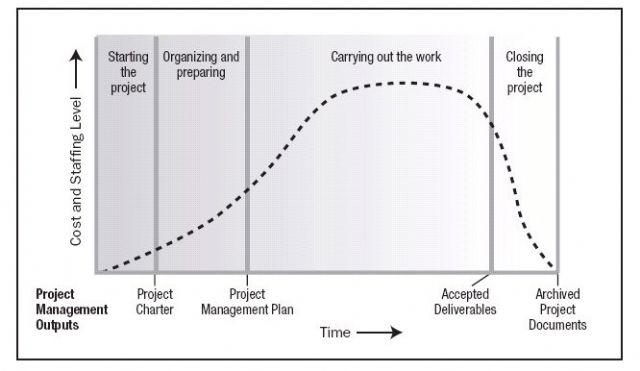 Starting
the
project
Organizing and
preparing
Carrying out the work
Closing
the
project
Cost and Staffing Level
Project
Management
Outputs
Project
Charter
Project
Management Plan
Accepted
Deliverables
Archived
Project
Documents
Time